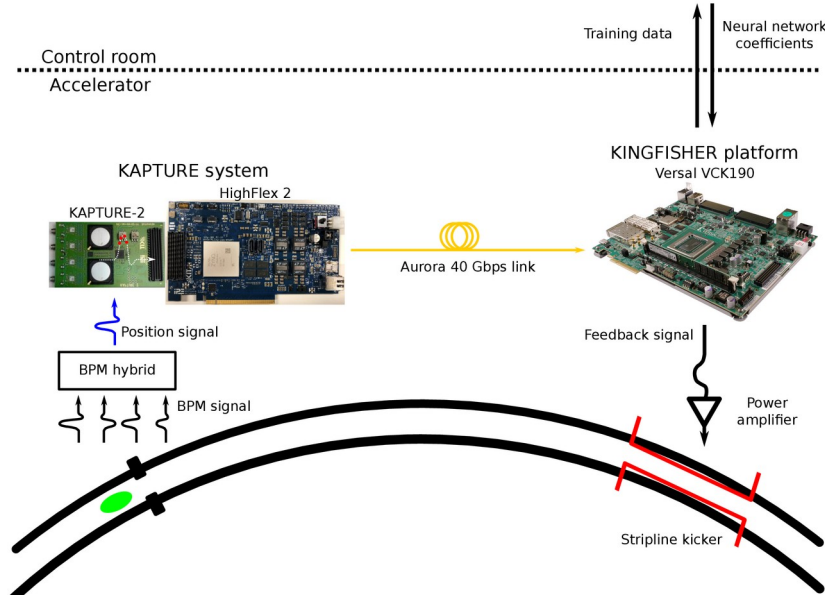 Training data
Neural network
coefficients
Control room
Accelerator
KAPTURE system
KINGFISHER platform
Versal VCK190
HighFlex 2
KAPTURE-2
Aurora 40 Gbps link
Position signal
Feedback signal
BPM hybrid
BPM signal
Power
amplifier
Stripline kicker